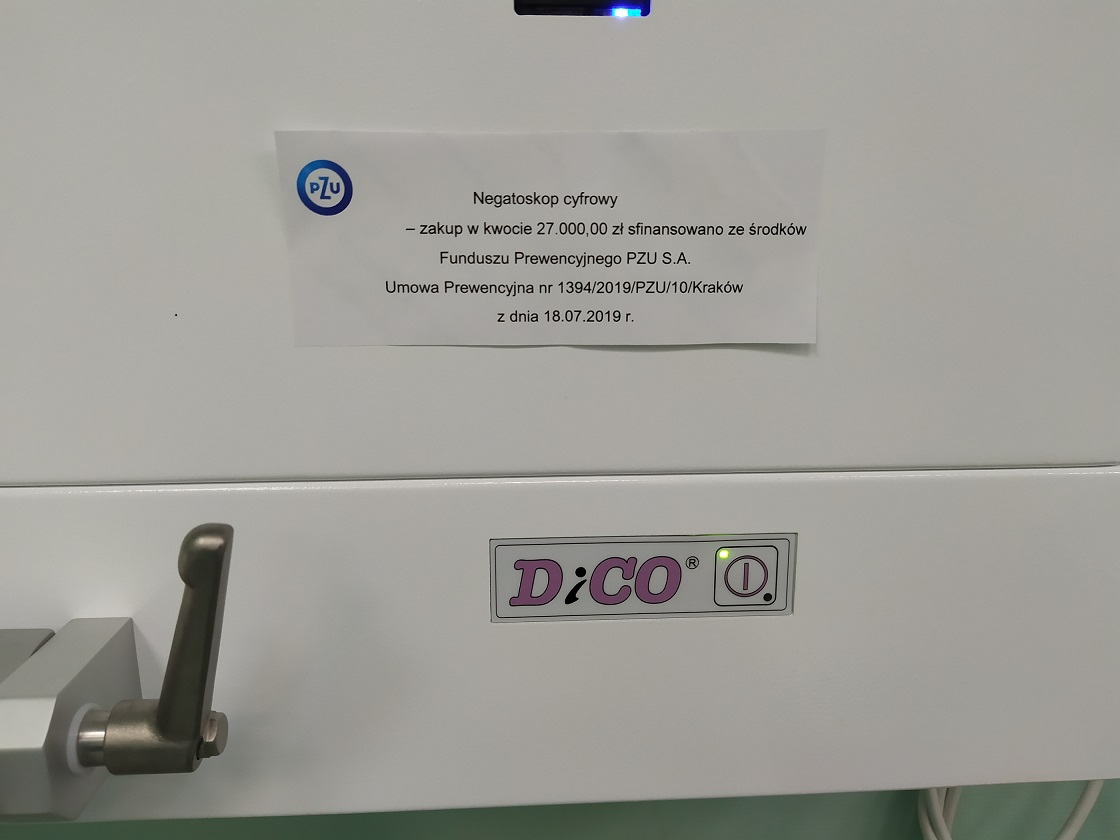 PZU
Negatoskop cyfrowy
– zakup w kwocie 27.000,00 zł sfinansowano ze środków
Funduszu Prewencyjnego PZU S.A.
Umowa Prewencyjna nr 1394/2019/PZU/10/Kraków
z dnia 18.07.2019 r.
DiCO®